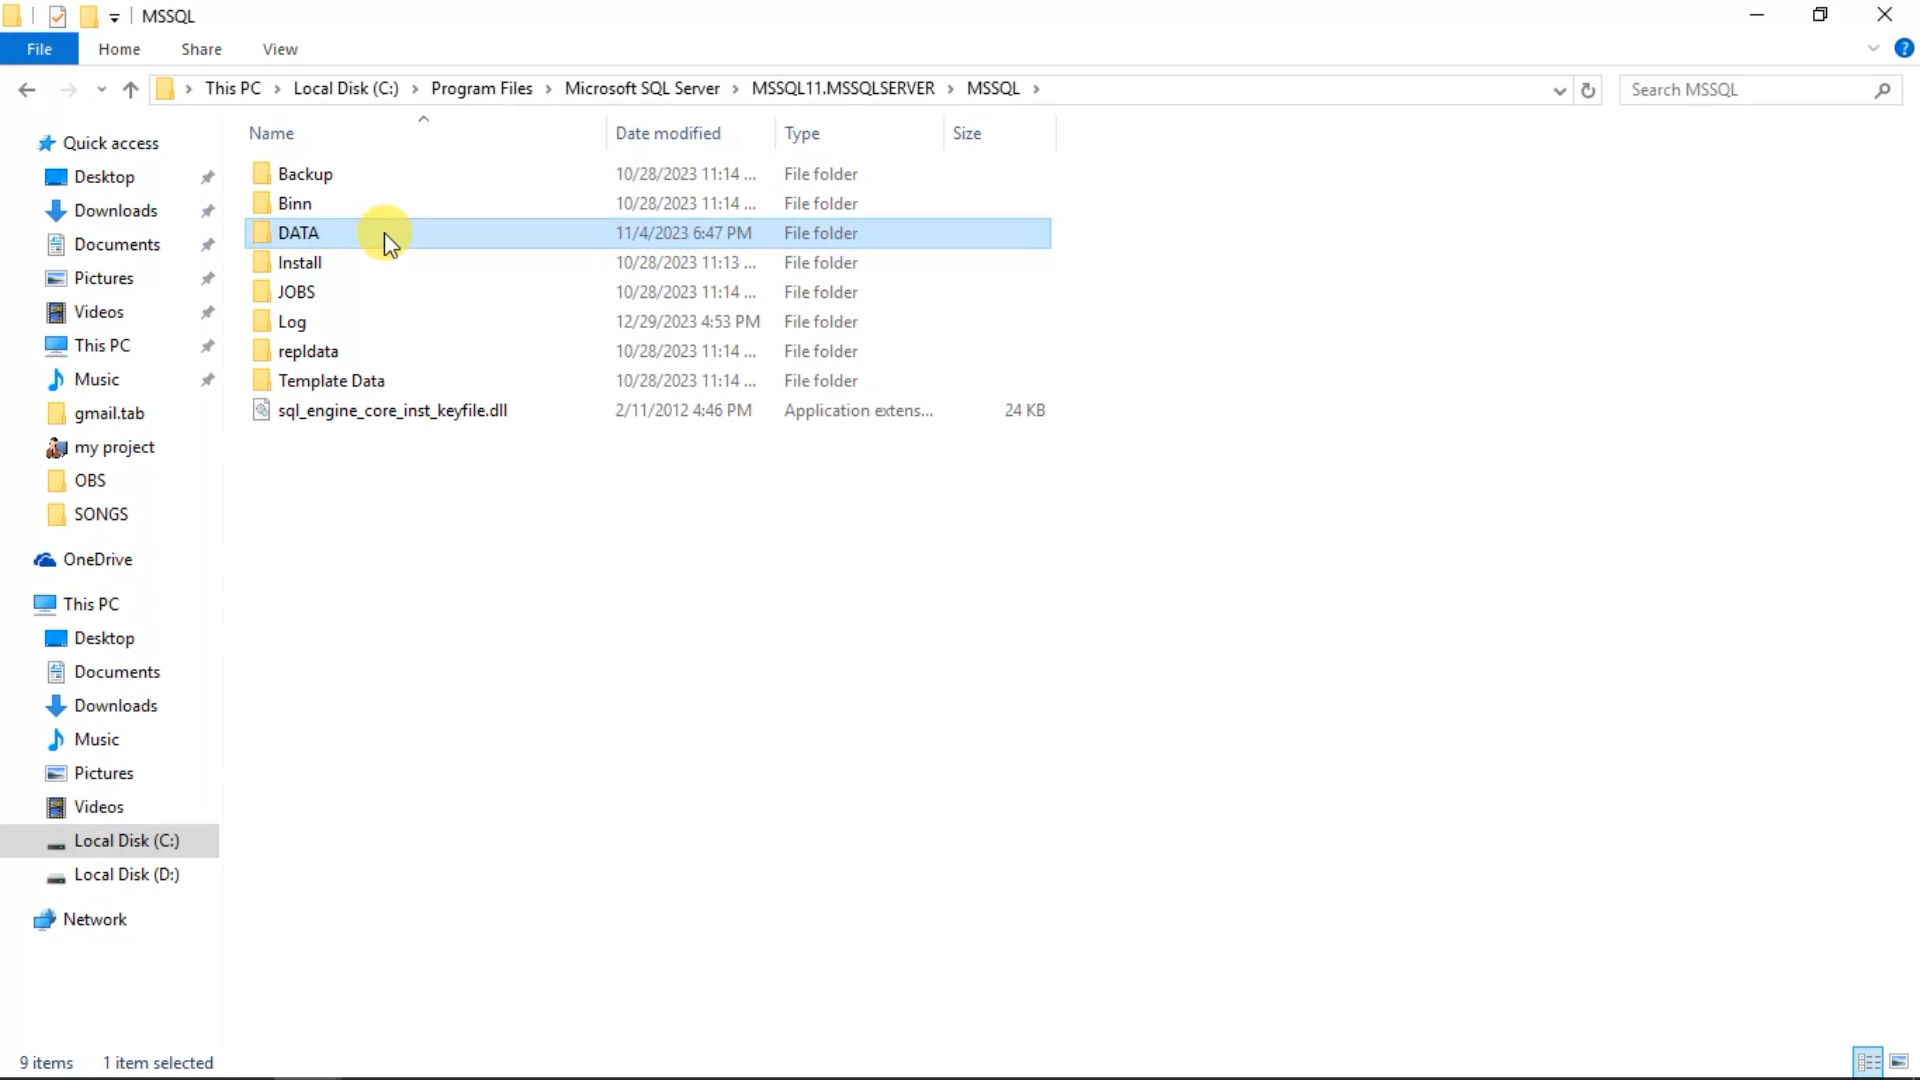 MSSQL
File Home Share View
This PC Local Disk (C:) Program Files Microsoft SQL Server MSSQL11.MSSQLSERVER MSSQL
Search MSSQL
Name Date modified Type Size
Backup 10/28/2023 11:14 ... File folder
Binn 10/28/2023 11:14 ... File folder
DATA 11/4/2023 6:47 PM File folder
Install 10/28/2023 11:13 ... File folder
JOBS 10/28/2023 11:14 ... File folder
Log 12/29/2023 4:53 PM File folder
repldata 10/28/2023 11:14 ... File folder
Template Data 10/28/2023 11:14 ... File folder
sql_engine_core_inst_keyfile.dll 2/11/2012 4:46 PM Application extens... 24 KB
Quick access
Desktop
Downloads
Documents
Pictures
Videos
This PC
Music
gmail.tab
my project
OBS
SONGS
OneDrive
This PC
Desktop
Documents
Downloads
Music
Pictures
Videos
Local Disk (C:)
Local Disk (D:)
Network
9 items 1 item selected